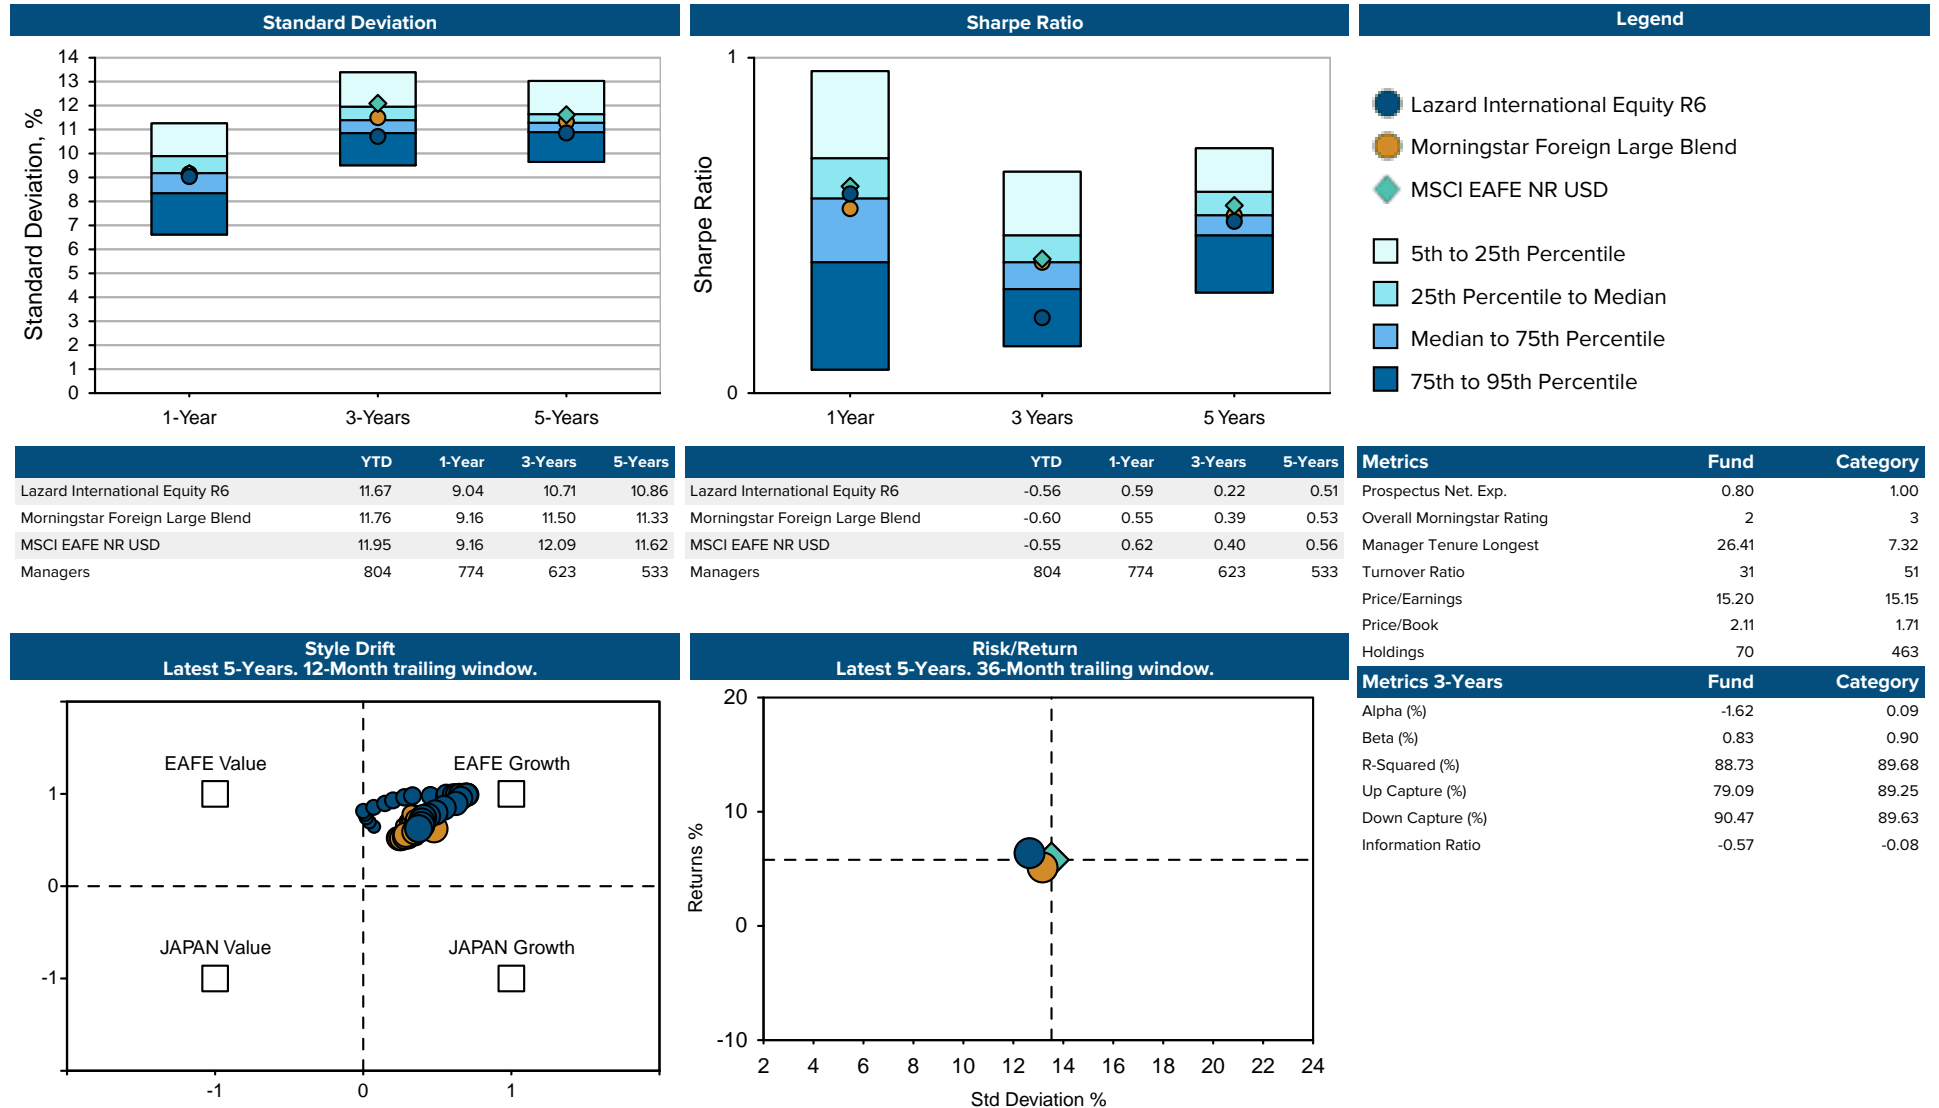 Standard Deviation
14
13
12
11
10
9
8
7
6
5
4
3
2
1
0
Standard Deviation, %
1-Year 3-Years 5-Years
Sharpe Ratio
1
0
Sharpe Ratio
1Year 3 Years 5 Years
Legend
Lazard International Equity R6
Morningstar Foreign Large Blend
MSCI EAFE NR USD
5th to 25th Percentile
25th Percentile to Median
Median to 75th Percentile
75th to 95th Percentile
YTD 1-Year 3-Years 5-Years
Lazard International Equity R6 11.67 9.04 10.71 10.86
Morningstar Foreign Large Blend 11.76 9.16 11.50 11.33
MSCI EAFE NR USD 11.95 9.16 12.09 11.62
Managers 804 774 623 533
YTD 1-Year 3-Years 5-Years
Lazard International Equity R6 -0.56 0.59 0.22 0.51
Morningstar Foreign Large Blend -0.60 0.55 0.39 0.53
MSCI EAFE NR USD -0.55 0.62 0.40 0.56
Managers 804 774 623 533
Metrics Fund Category
Prospectus Net. Exp. 0.80 1.00
Overall Morningstar Rating 2 3
Manager Tenure Longest 26.41 7.32
Turnover Ratio 31 51
Price/Earnings 15.20 15.15
Price/Book 2.11 1.71
Holdings 70 463
Metrics 3-Years Fund Category
Alpha (%) -1.62 0.09
Beta (%) 0.83 0.90
R-Squared (%) 88.73 89.68
Up Capture (%) 79.09 89.25
Down Capture (%) 90.47 89.63
Information Ratio -0.57 -0.08
Style Drift
Latest 5-Years. 12-Month trailing window.
EAFE Value EAFE Growth
1
0
JAPAN Value JAPAN Growth
-1
-1 0 1
Risk/Return
Latest 5-Years. 36-Month trailing window.
20
10
0
-10
Returns %
2 4 6 8 10 12 14 16 18 20 22 24
Std Deviation %